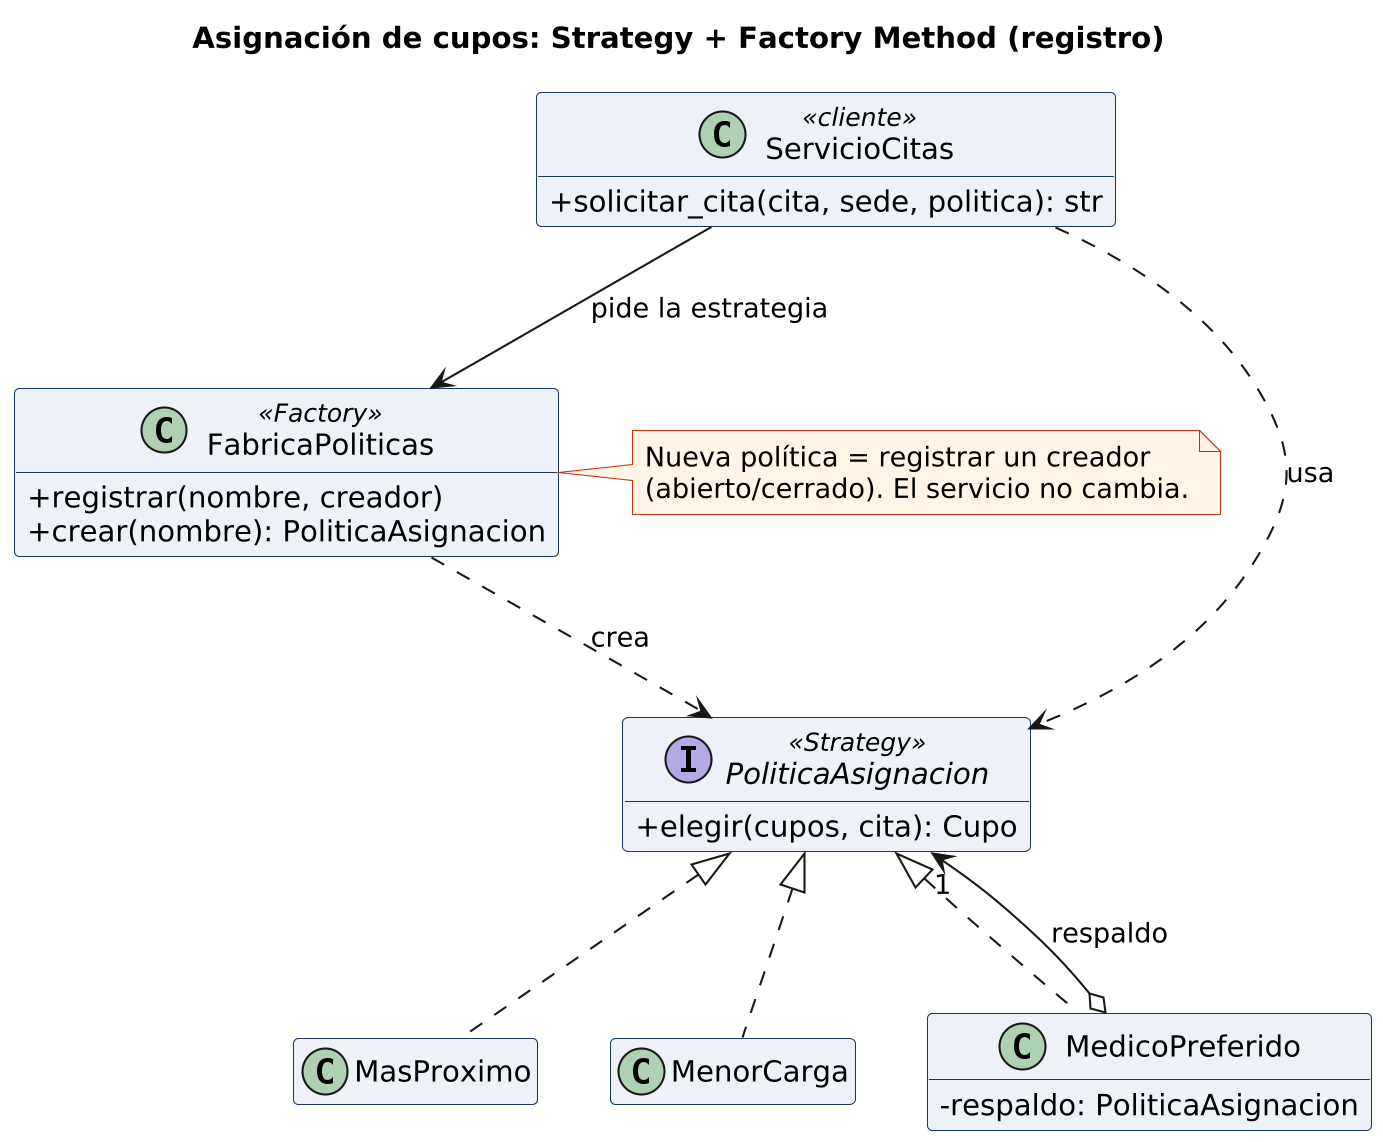 Asignación de cupos: Strategy + Factory Method (registro)
C
«cliente»
ServicioCitas
+solicitar_cita(cita, sede, politica): str
pide la estrategia
C
«Factory»
FabricaPoliticas
+registrar(nombre, creador)
+crear(nombre): PoliticaAsignacion
Nueva política = registrar un creador
(abierto/cerrado). El servicio no cambia.
usa
crea
I
«Strategy»
PoliticaAsignacion
+elegir(cupos, cita): Cupo
1
respaldo
C MasProximo
C MenorCarga
C MedicoPreferido
-respaldo: PoliticaAsignacion